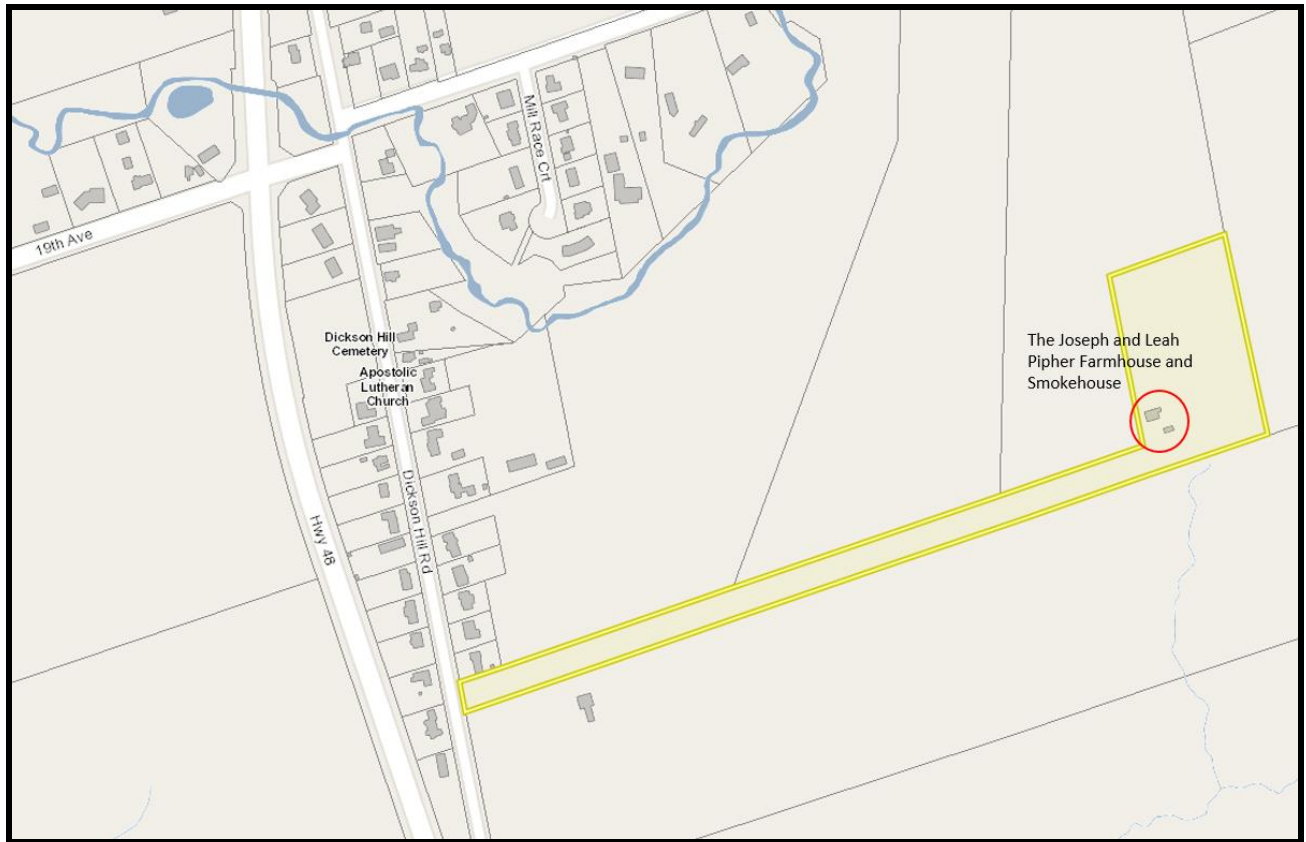 Mill Race Crt
19th Ave
Dickson Hill
Cemetery
Apostolic
Lutheran
Church
The Joseph and Leah
Pipher Farmhouse and
Smokehouse
Dickson Hill Rd
Hwy 48